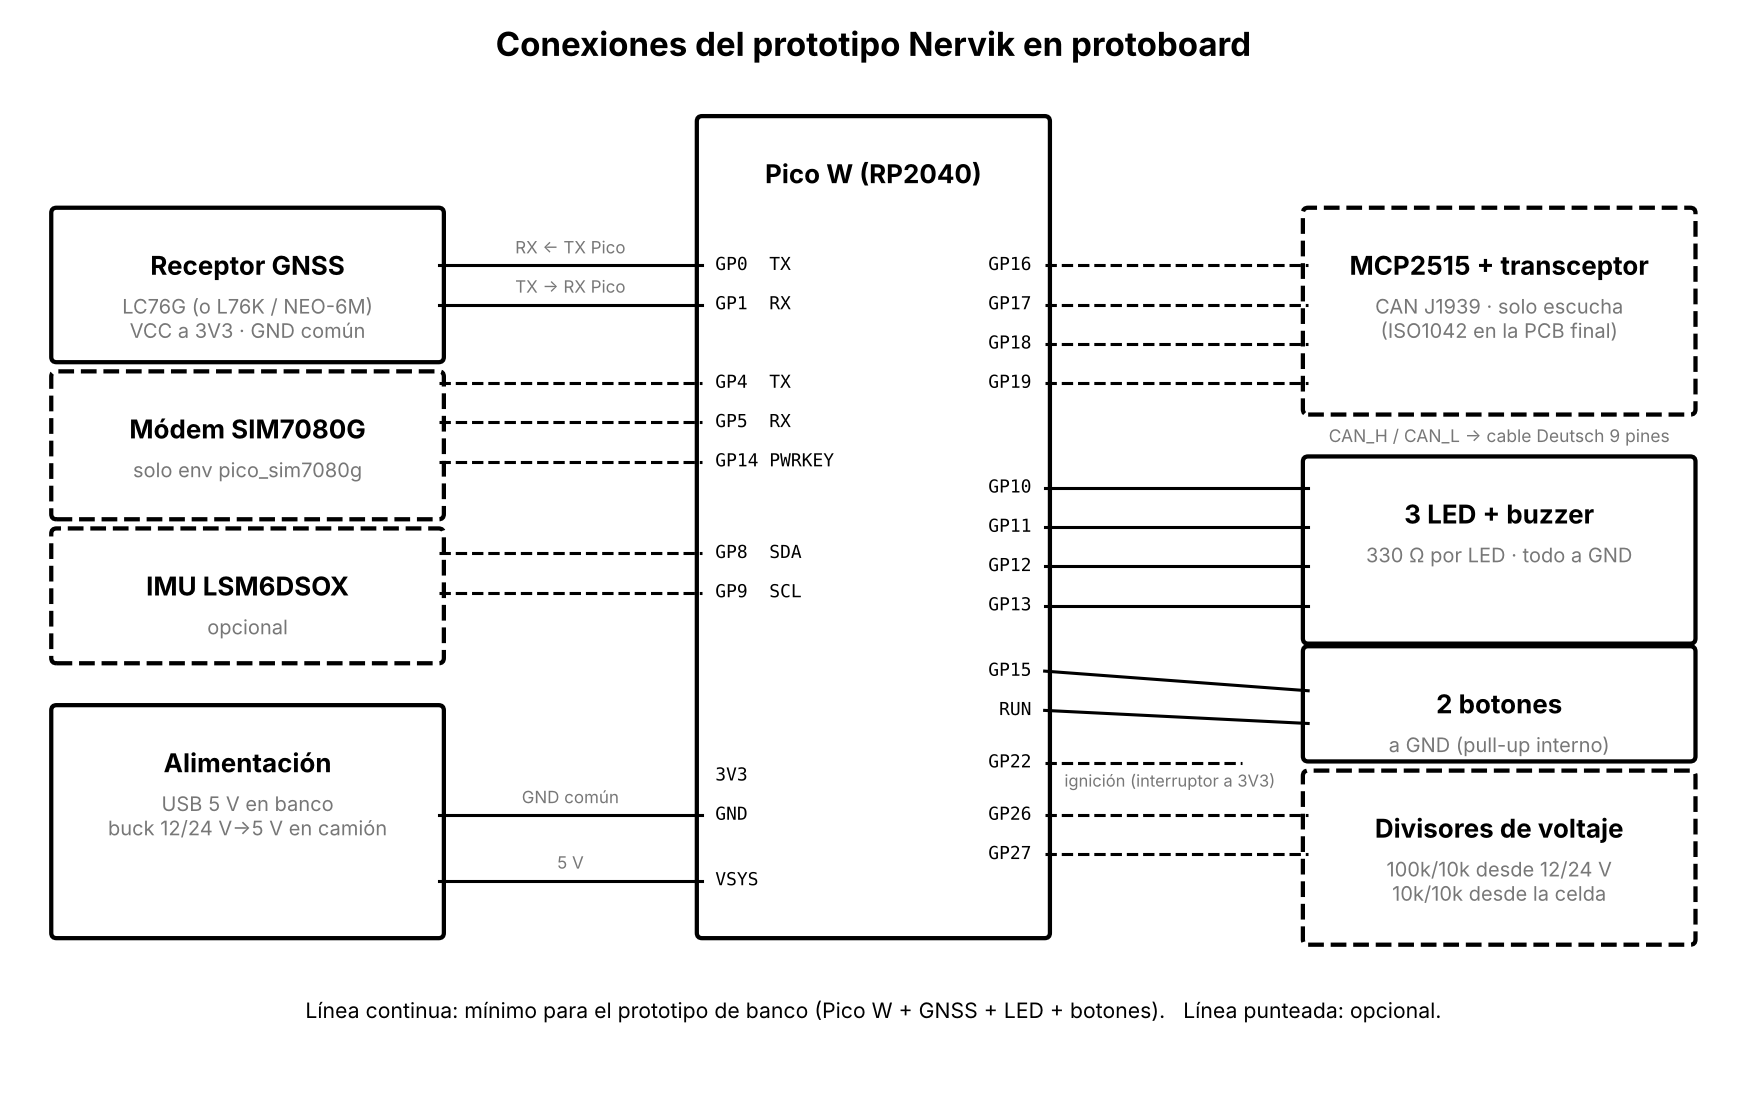 Conexiones del prototipo Nervik en protoboard
Pico W (RP2040)
Receptor GNSS
LC76G (o L76K / NEO-6M)
VCC a 3V3 · GND común
RX ← TX Pico
TX → RX Pico
GP0 TX
GP1 RX
Módem SIM7080G
solo env pico_sim7080g
GP4 TX
GP5 RX
GP14 PWRKEY
IMU LSM6DSOX
opcional
GP8 SDA
GP9 SCL
Alimentación
USB 5 V en banco
buck 12/24 V→5 V en camión
GND común
5 V
3V3
GND
VSYS
GP16
GP17
GP18
GP19
MCP2515 + transceptor
CAN J1939 · solo escucha
(ISO1042 en la PCB final)
CAN_H / CAN_L → cable Deutsch 9 pines
GP10
GP11
GP12
GP13
3 LED + buzzer
330 Ω por LED · todo a GND
GP15
RUN
2 botones
a GND (pull-up interno)
GP22
ignición (interruptor a 3V3)
GP26
GP27
Divisores de voltaje
100k/10k desde 12/24 V
10k/10k desde la celda
Línea continua: mínimo para el prototipo de banco (Pico W + GNSS + LED + botones). Línea punteada: opcional.